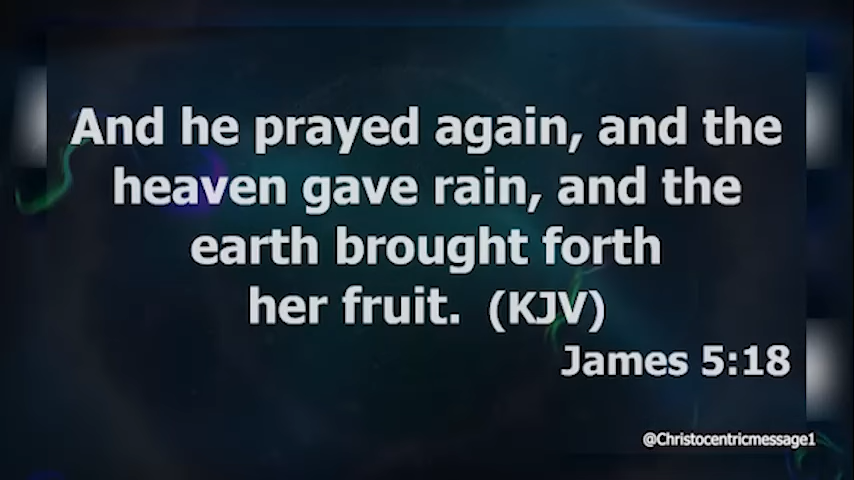 And he prayed again, and the
heaven gave rain, and the
earth brought forth
her fruit. (KJV)
James 5:18
@Christocentricmessage1